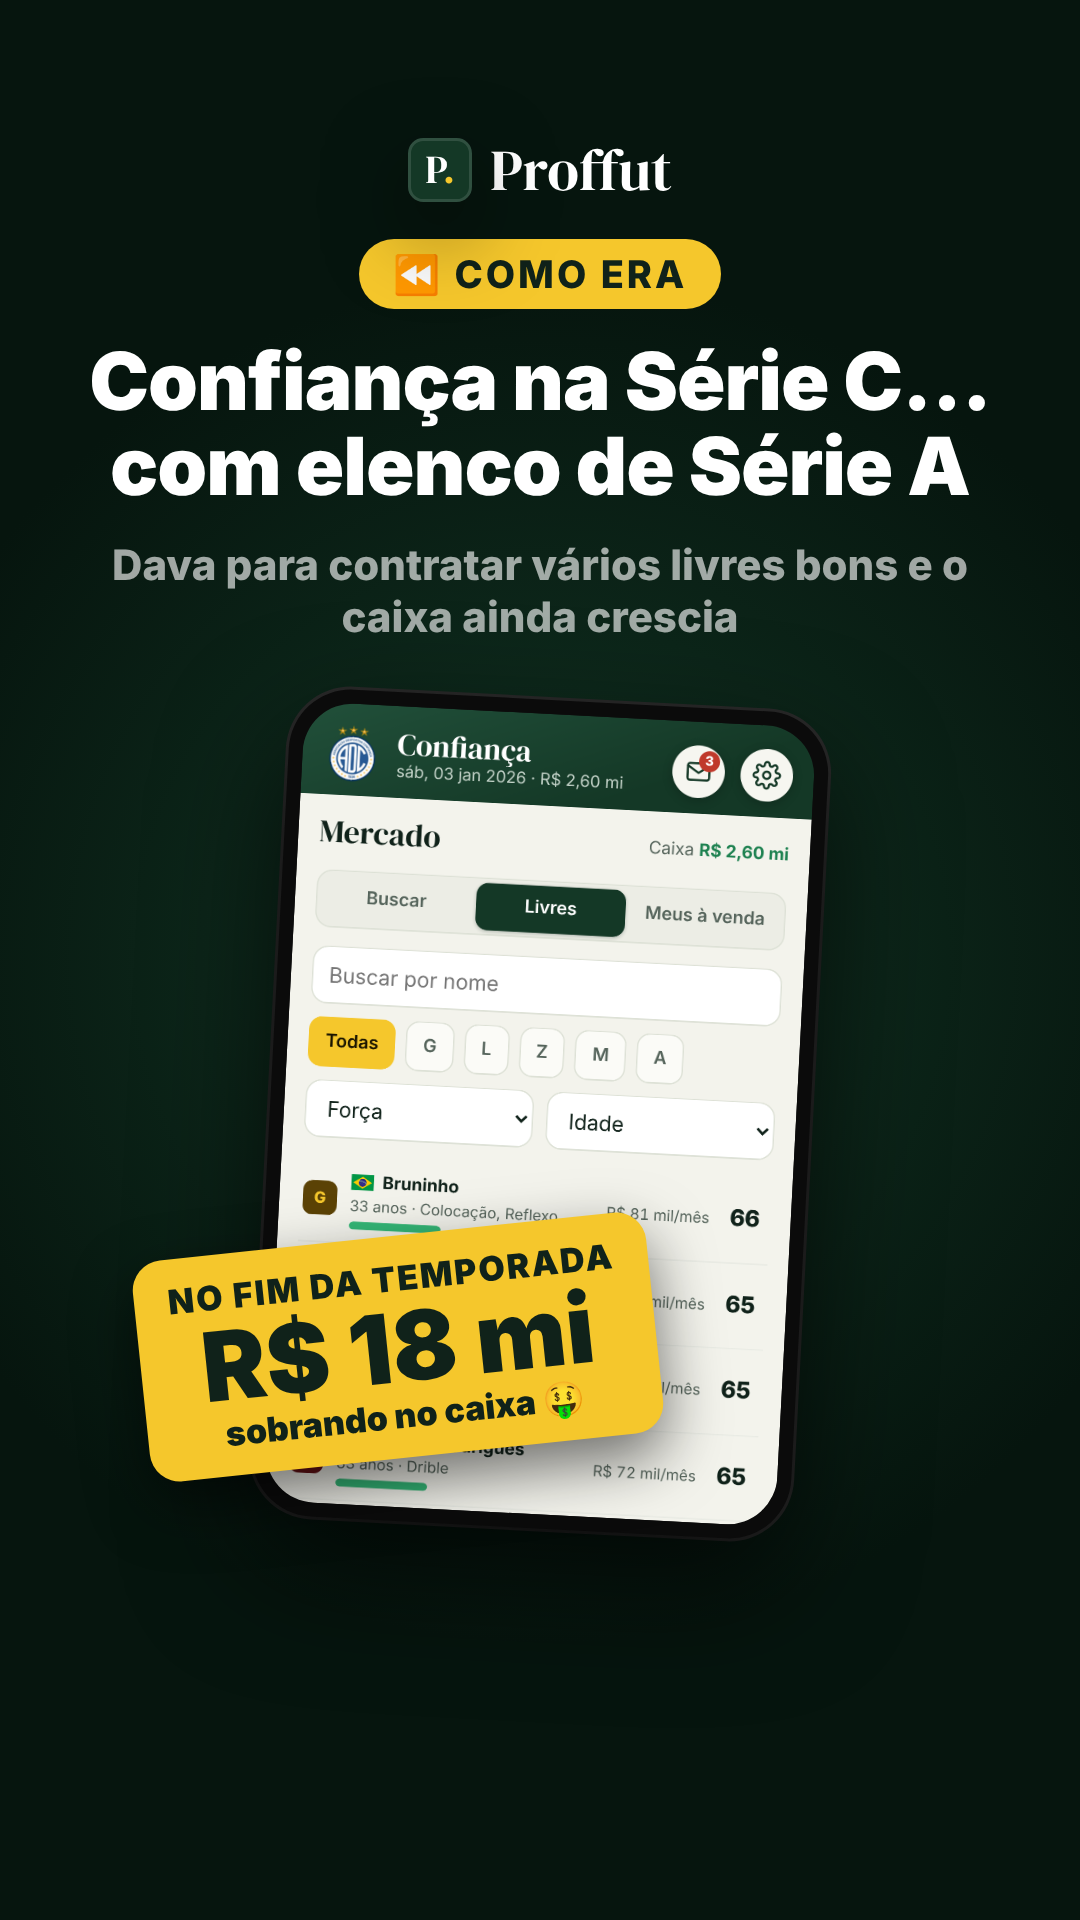 P. Proffut
⏪ COMO ERA
Confiança na Série C...
com elenco de Série A
Dava para contratar vários livres bons e o
caixa ainda crescia
Confiança
sáb, 03 jan 2026 · R$ 2,60 mi
3
Mercado
Caixa R$ 2,60 mi
Buscar
Livres
Meus à venda
Buscar por nome
Todas
G
L
Z
M
A
Força
Idade
G
Bruninho
33 anos · Colocação, Reflexo
R$ 81 mil/mês
66
NO FIM DA TEMPORADA
R$ 18 mi
sobrando no caixa 🤑
mil/mês
65
l/mês
65
33 anos · Drible
R$ 72 mil/mês
65